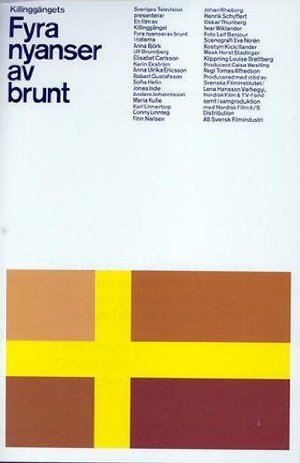 Killinggängets
Fyra
nyanser
av
brunt
Sveriges Television
presenterar
En film av
Killinggänget
Fyra nyanser av brunt
I rollerna
Anna Björk
Ulf Brunnberg
Elisabet Carlsson
Karin Ekström
Anna Ulrika Ericsson
Robert Gustafsson
Sofia Helin
Jonas Inde
Anders Johannisson
Maria Kulle
Karl Linnertorp
Conny Linnteg
Finn Nielsen
Johan Rheborg
Henrik Schyffert
Oskar Thunberg
Ivar Wiklander
Foto Leif Benjour
Scenografi Eva Norén
Kostym Kicki Ilander
Mask Horst Stadinger
Klippning Louise Brattberg
Producent Caisa Westling
Regi Tomas Alfredson
Producerad med stöd av
Svenska Filminstitutet/
Lena Hansson Varhegyi,
Nordisk Film & TV-Fond
samt i samproduktion
med Nordisk Film A/S
Distribution
AB Svensk Filmindustri